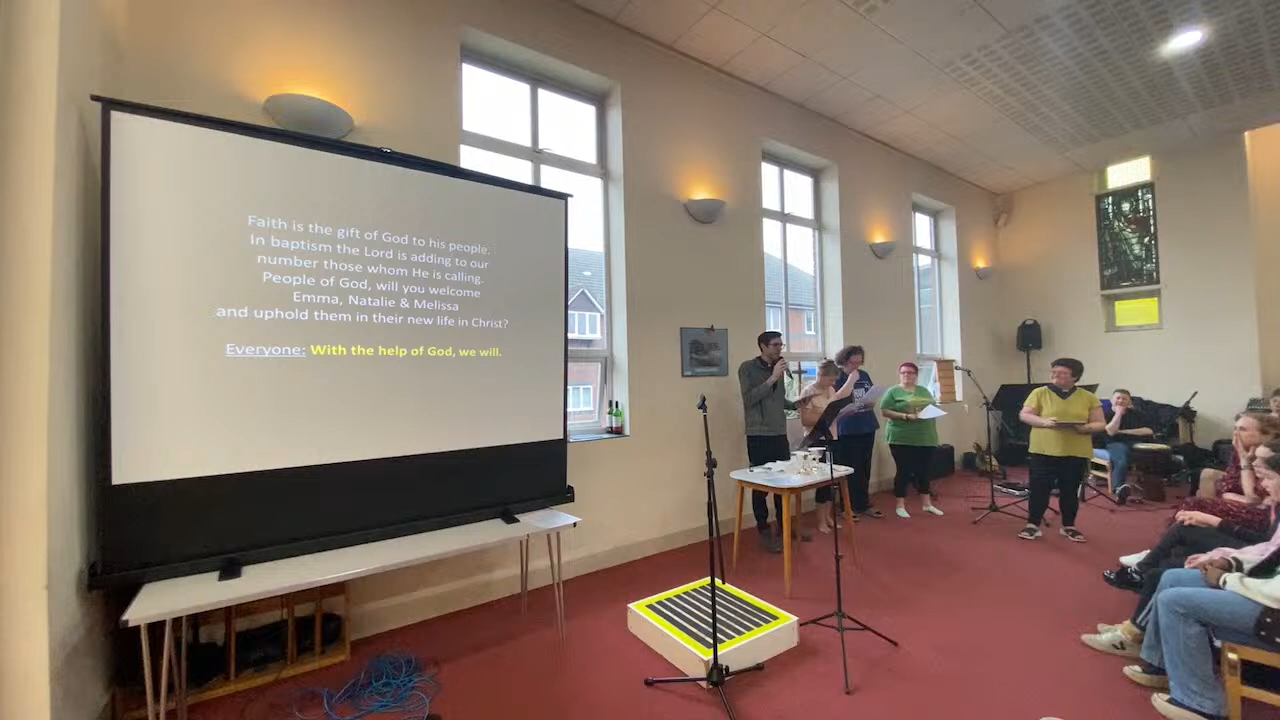 Faith is the gift of God to his people.
In baptism the Lord is adding to our
number those whom He is calling.
People of God, will you welcome
Emma, Natalie & Melissa
and uphold them in their new life in Christ?
Everyone: With the help of God, we will.